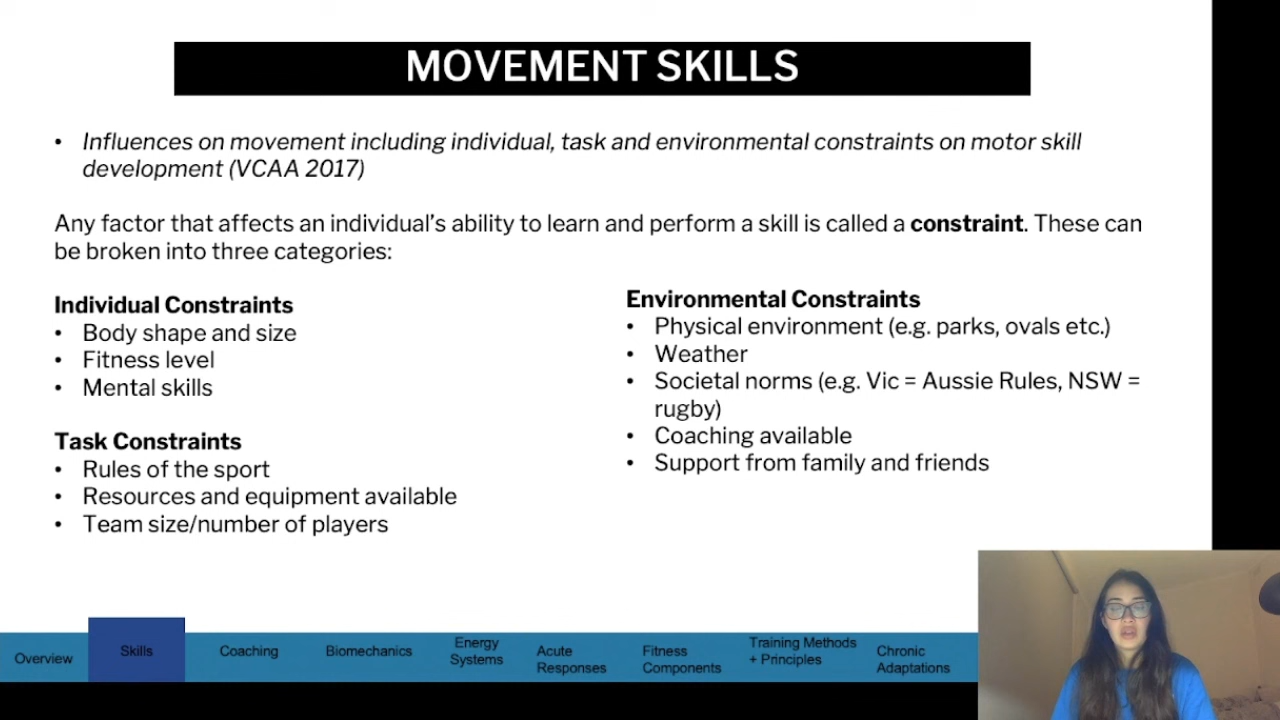 MOVEMENT SKILLS
• Influences on movement including individual, task and environmental constraints on motor skill
development (VCAA 2017)
Any factor that affects an individual’s ability to learn and perform a skill is called a constraint. These can
be broken into three categories:
Individual Constraints
• Body shape and size
• Fitness level
• Mental skills
Task Constraints
• Rules of the sport
• Resources and equipment available
• Team size/number of players
Environmental Constraints
• Physical environment (e.g. parks, ovals etc.)
• Weather
• Societal norms (e.g. Vic = Aussie Rules, NSW =
rugby)
• Coaching available
• Support from family and friends
Overview
Skills
Coaching
Biomechanics
Energy
Systems
Acute
Responses
Fitness
Components
Training Methods
+ Principles
Chronic
Adaptations